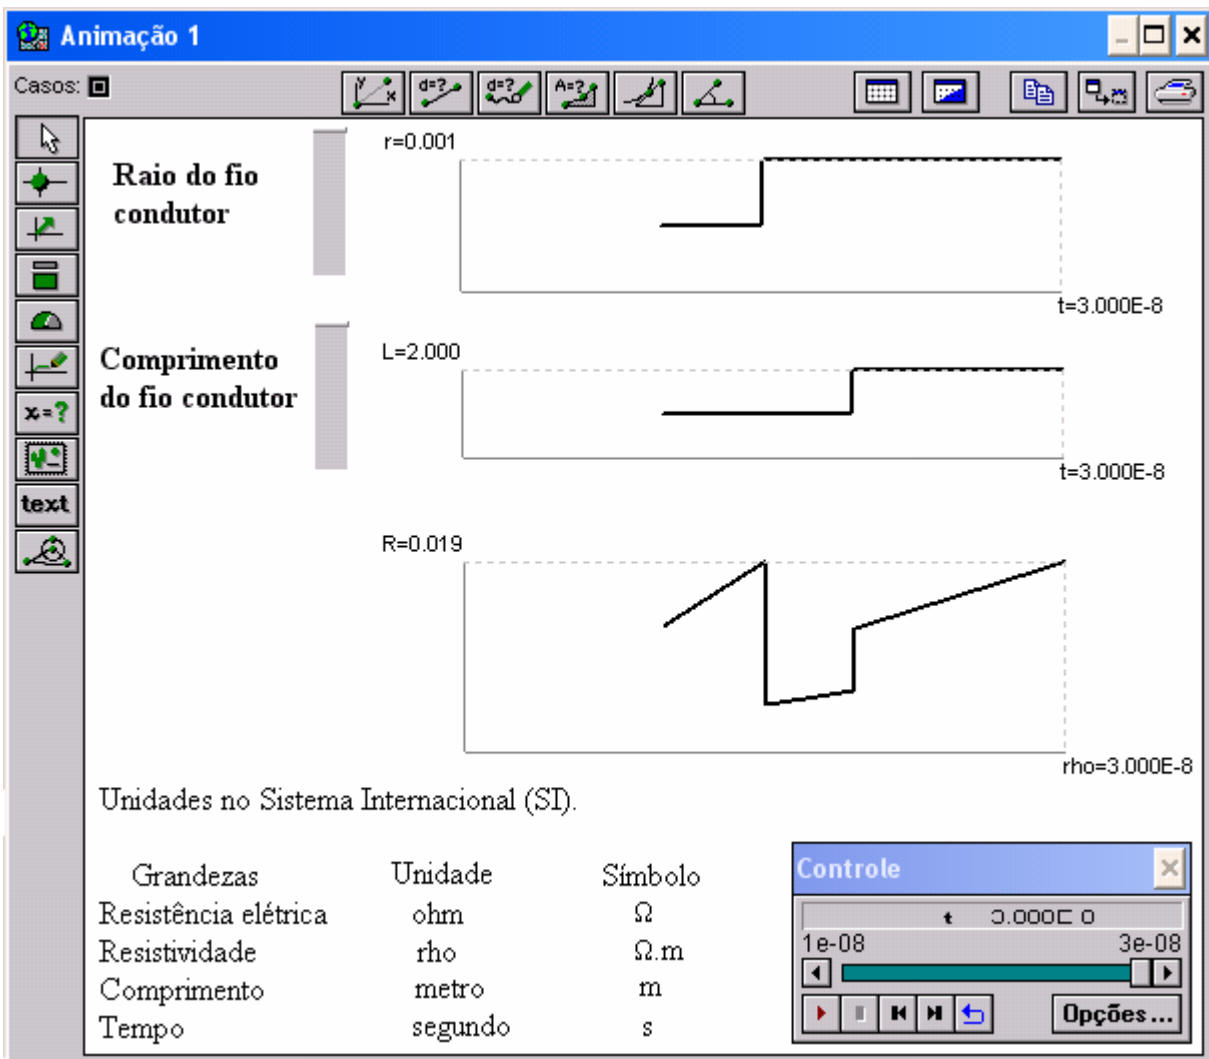 Animação 1
Casos:
y x d=? d=? A=?
r=0.001
Raio do fio
condutor
t=3.000E-8
L=2.000
Comprimento
do fio condutor
t=3.000E-8
x=?
text
R=0.019
rho=3.000E-8
Unidades no Sistema Internacional (SI).
Grandezas Unidade Símbolo
Resistência elétrica ohm Ω
Resistividade rho Ω.m
Comprimento metro m
Tempo segundo s
Controle
t
1e-08 3e-08
Opções...